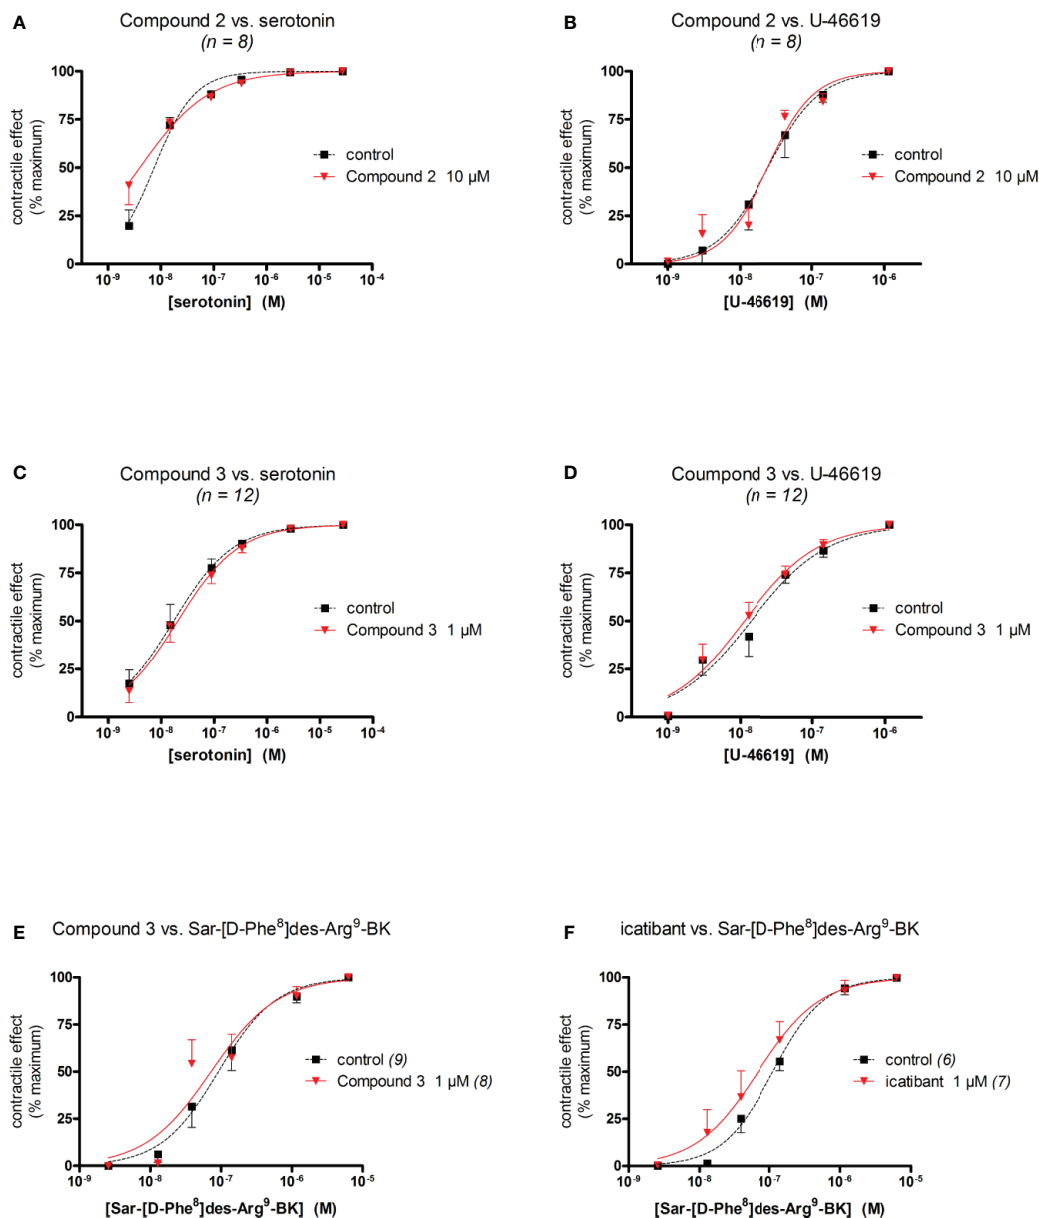 A
Compound 2 vs. serotonin
(n = 8)
contractile effect
(% maximum)
100
75
50
25
0
control
Compound 2 10 µM
10-9 10-8 10-7 10-6 10-5 10-4
[serotonin] (M)
B
Compound 2 vs. U-46619
(n = 8)
contractile effect
(% maximum)
100
75
50
25
0
control
Compound 2 10 µM
10-9 10-8 10-7 10-6
[U-46619] (M)
C
Compound 3 vs. serotonin
(n = 12)
contractile effect
(% maximum)
100
75
50
25
0
control
Compound 3 1 µM
10-9 10-8 10-7 10-6 10-5 10-4
[serotonin] (M)
D
Coumpond 3 vs. U-46619
(n = 12)
contractile effect
(% maximum)
100
75
50
25
0
control
Compound 3 1 µM
10-9 10-8 10-7 10-6
[U-46619] (M)
E
Compound 3 vs. Sar-[D-Phe8]des-Arg9-BK
contractile effect
(% maximum)
100
75
50
25
0
control (9)
Compound 3 1 µM (8)
10-9 10-8 10-7 10-6 10-5
[Sar-[D-Phe8]des-Arg9-BK] (M)
F
icatibant vs. Sar-[D-Phe8]des-Arg9-BK
contractile effect
(% maximum)
100
75
50
25
0
control (6)
icatibant 1 µM (7)
10-9 10-8 10-7 10-6 10-5
[Sar-[D-Phe8]des-Arg9-BK] (M)